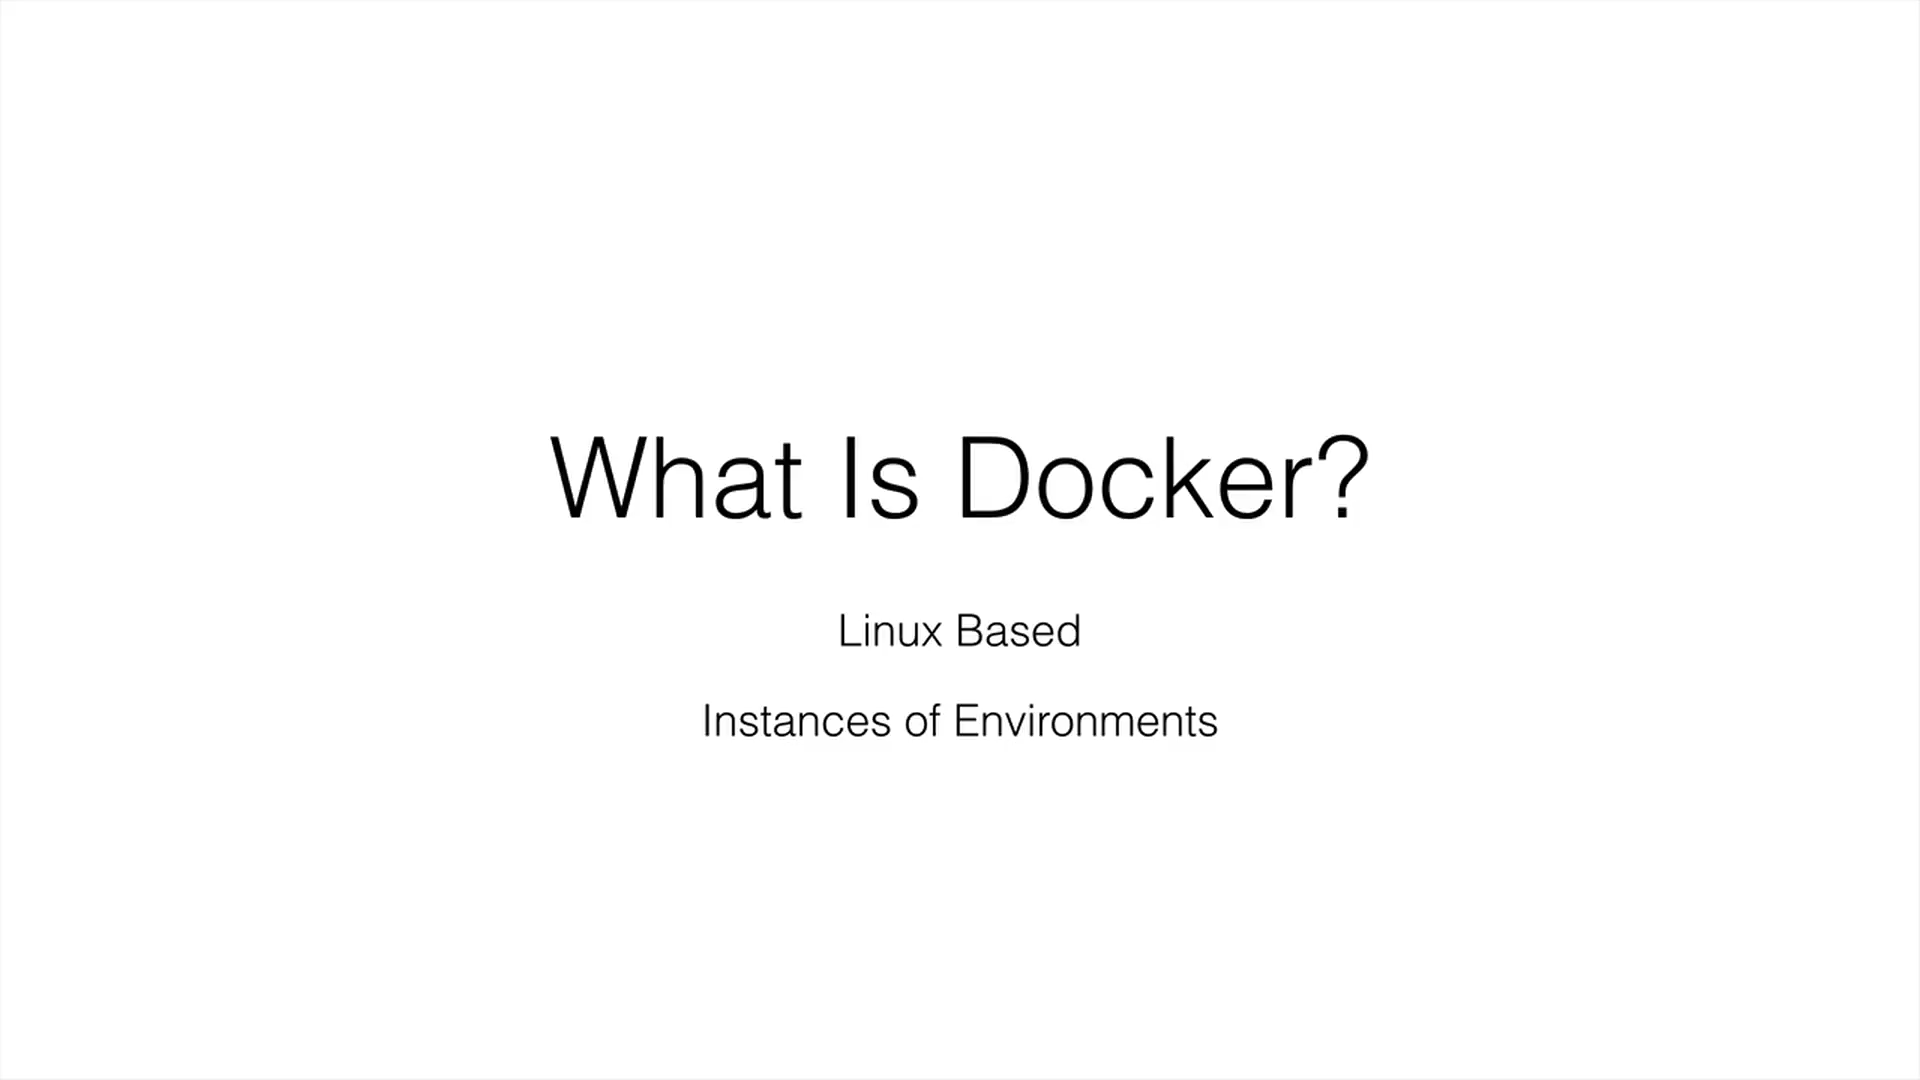 What Is Docker?
Linux Based
Instances of Environments